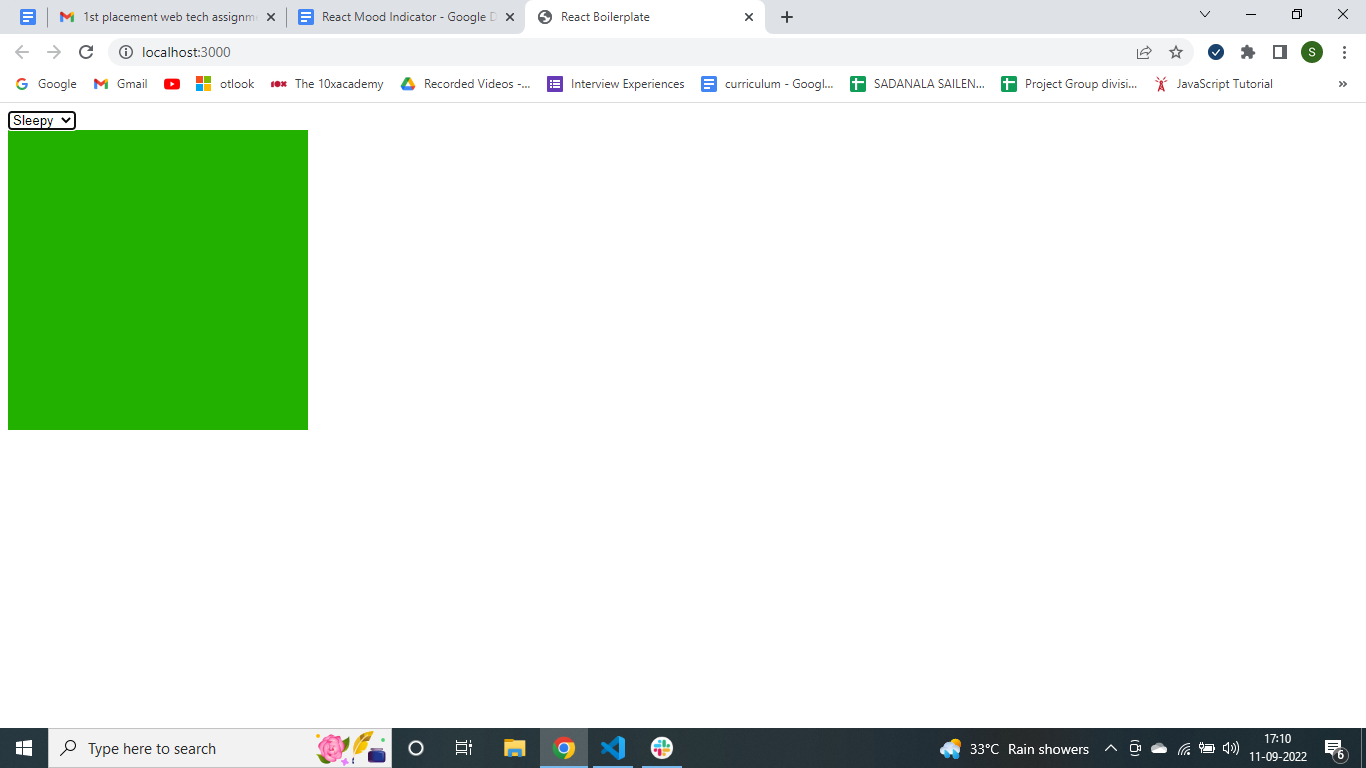 1st placement web tech assignme
React Mood Indicator - Google D
React Boilerplate
localhost:3000
S
Google
Gmail
otlook
The 10xacademy
Recorded Videos -...
Interview Experiences
curriculum - Googl...
SADANALA SAILEN...
Project Group divisi...
JavaScript Tutorial
»
Sleepy
Type here to search
33°C Rain showers
17:10
11-09-2022
6